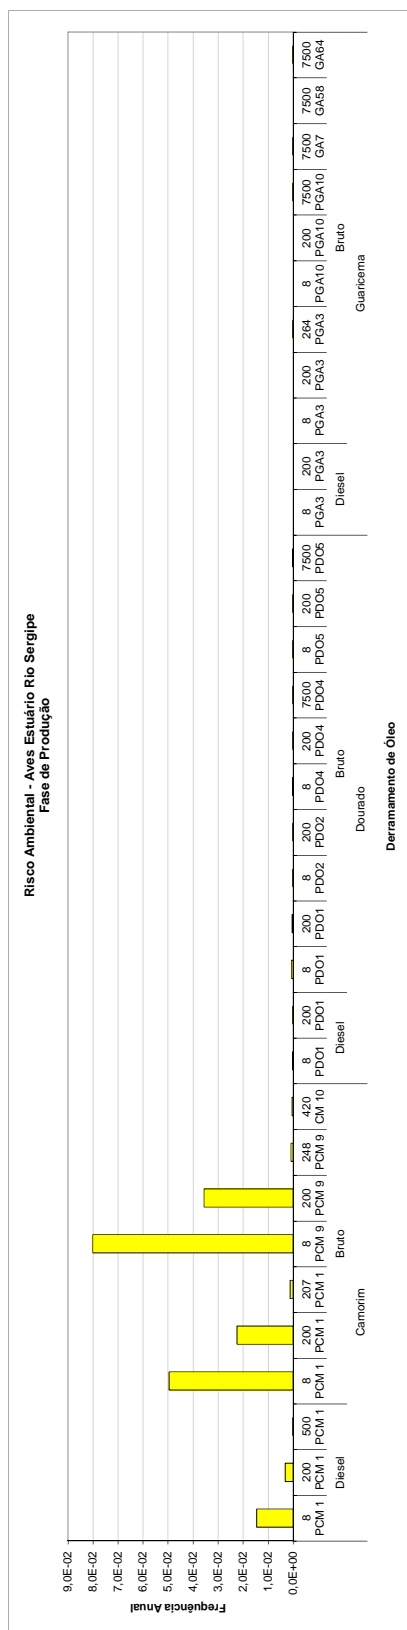 Risco Ambiental - Aves Estuário Rio Sergipe
Fase de Produção
Frequência Anual
9,0E-02
8,0E-02
7,0E-02
6,0E-02
5,0E-02
4,0E-02
3,0E-02
2,0E-02
1,0E-02
0,0E+00
8 200 500 8 200 207 8 200 248 420 8 200 8 200 8 200 8 200 7500 8 200 7500 8 200 8 200 264 8 200 7500 7500 7500 7500
PCM 1 PCM 1 PCM 1 PCM 1 PCM 1 PCM 1 PCM 9 PCM 9 PCM 9 CM 10 PDO1 PDO1 PDO1 PDO1 PDO2 PDO2 PDO4 PDO4 PDO4 PDO5 PDO5 PDO5 PGA3 PGA3 PGA3 PGA3 PGA3 PGA10 PGA10 PGA10 GA7 GA58 GA64
Diesel Bruto Diesel Bruto Diesel Bruto
Camorim Dourado Guaricema
Derramamento de Óleo